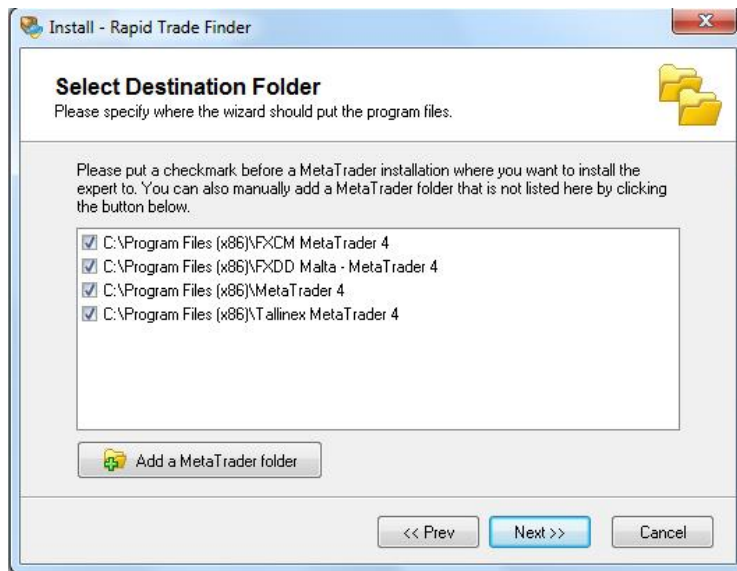 Install - Rapid Trade Finder
Select Destination Folder
Please specify where the wizard should put the program files.
Please put a checkmark before a MetaTrader installation where you want to install the
expert to. You can also manually add a MetaTrader folder that is not listed here by clicking
the button below.
C:\Program Files (x86)\FXCM MetaTrader 4
C:\Program Files (x86)\FXDD Malta - MetaTrader 4
C:\Program Files (x86)\MetaTrader 4
C:\Program Files (x86)\Tallinex MetaTrader 4
Add a MetaTrader folder
<< Prev
Next >>
Cancel